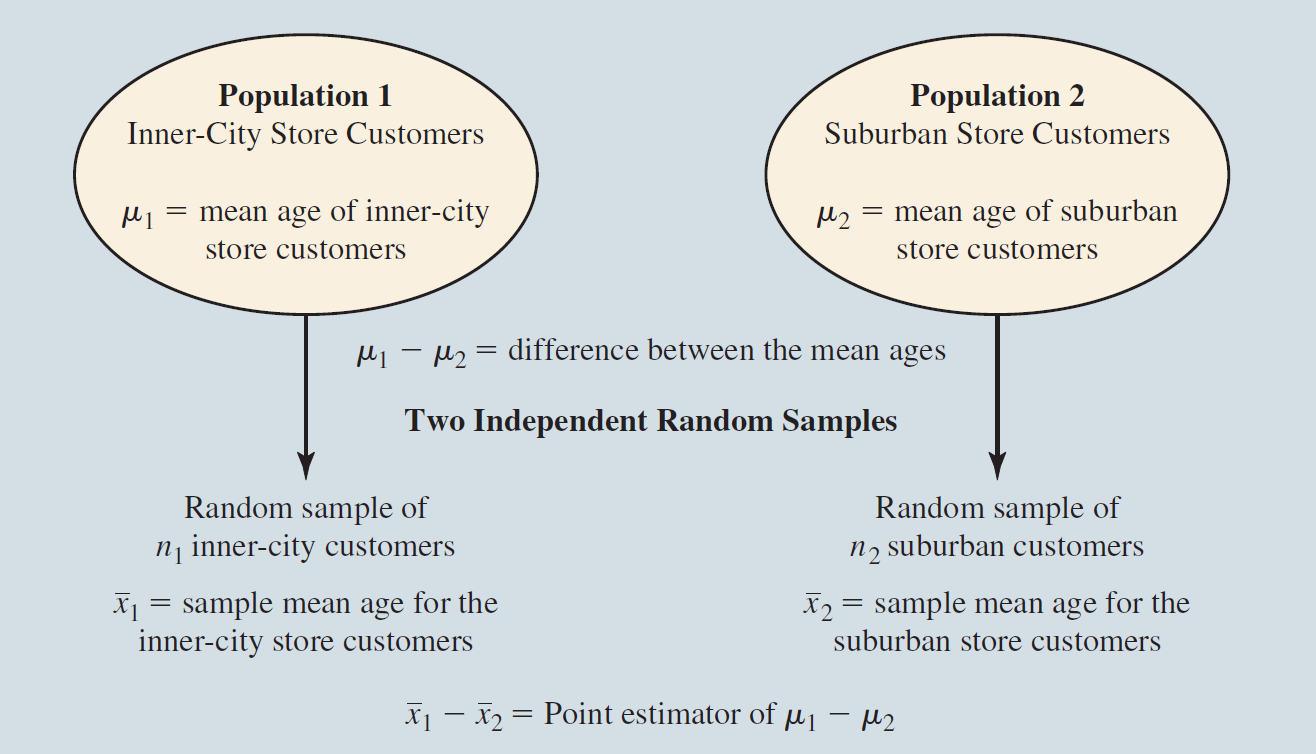 Population 1
Inner-City Store Customers
μ₁ = mean age of inner-city
store customers
Population 2
Suburban Store Customers
μ₂ = mean age of suburban
store customers
μ₁ − μ₂ = difference between the mean ages
Two Independent Random Samples
Random sample of
n₁ inner-city customers
x̄₁ = sample mean age for the
inner-city store customers
Random sample of
n₂ suburban customers
x̄₂ = sample mean age for the
suburban store customers
x̄₁ − x̄₂ = Point estimator of μ₁ − μ₂